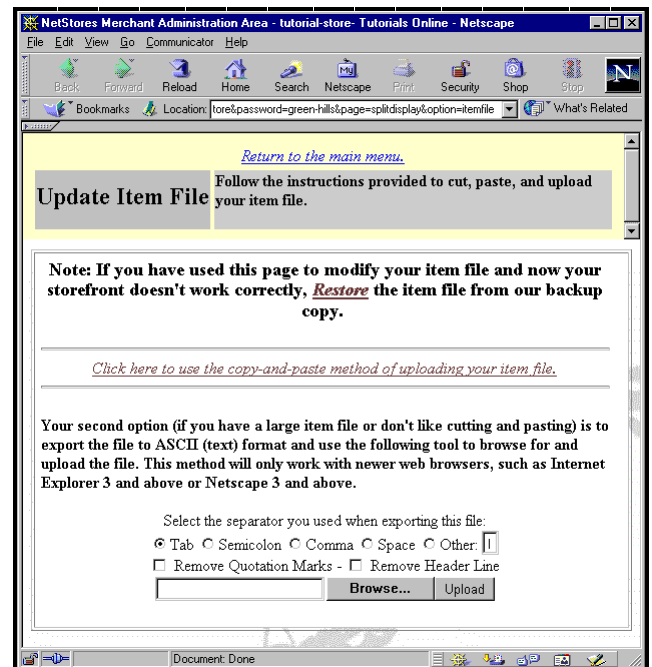 NetStores Merchant Administration Area - tutorial-store- Tutorials Online - Netscape
File Edit View Go Communicator Help
Back Forward Reload Home Search Netscape Print Security Shop Stop
My
N
Bookmarks Location: tore&password=green-hills&page=splitdisplay&option=itemfile What's Related
Return to the main menu.
Update Item File
Follow the instructions provided to cut, paste, and upload
your item file.
Note: If you have used this page to modify your item file and now your
storefront doesn't work correctly, Restore the item file from our backup
copy.
Click here to use the copy-and-paste method of uploading your item file.
Your second option (if you have a large item file or don't like cutting and pasting) is to
export the file to ASCII (text) format and use the following tool to browse for and
upload the file. This method will only work with newer web browsers, such as Internet
Explorer 3 and above or Netscape 3 and above.
Select the separator you used when exporting this file:
Tab Semicolon Comma Space Other: |
Remove Quotation Marks - Remove Header Line
Browse... Upload
Document: Done